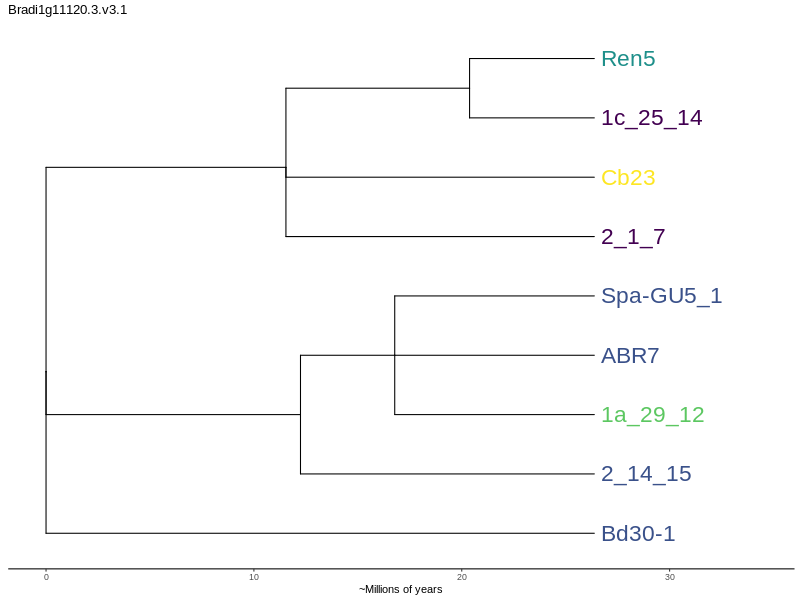 Bradi1g11120.3.v3.1
Ren5
1c_25_14
Cb23
2_1_7
Spa-GU5_1
ABR7
1a_29_12
2_14_15
Bd30-1
0 10 20 30
~Millions of years